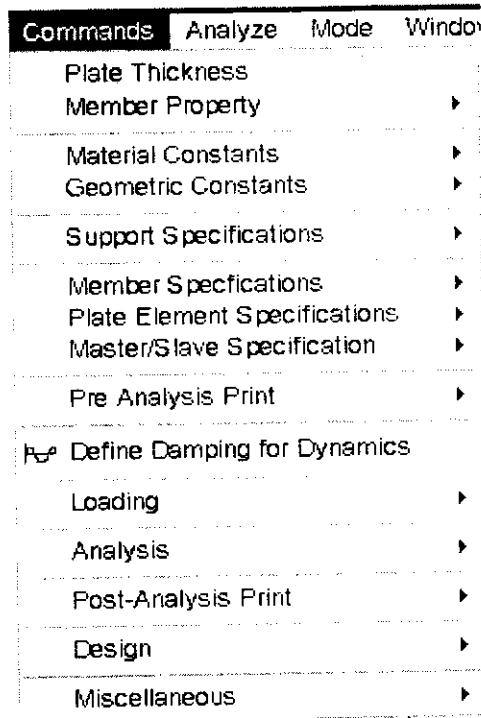 Commands Analyze Mode Windo
Plate Thickness
Member Property
Material Constants
Geometric Constants
Support Specifications
Member Specfications
Plate Element Specifications
Master/Slave Specification
Pre Analysis Print
Define Damping for Dynamics
Loading
Analysis
Post-Analysis Print
Design
Miscellaneous